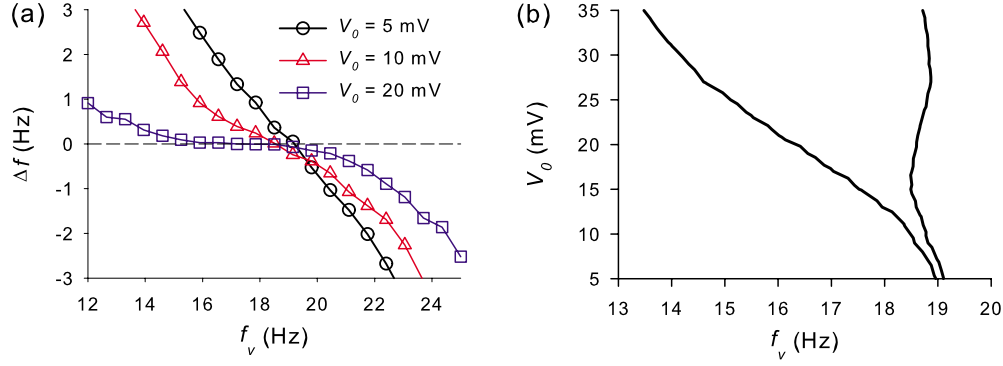 (a)
3
2
1
0
-1
-2
-3
Δf (Hz)
V0 = 5 mV
V0 = 10 mV
V0 = 20 mV
12 14 16 18 20 22 24
fv (Hz)
(b)
35
30
25
20
15
10
5
V0 (mV)
13 14 15 16 17 18 19 20
fv (Hz)